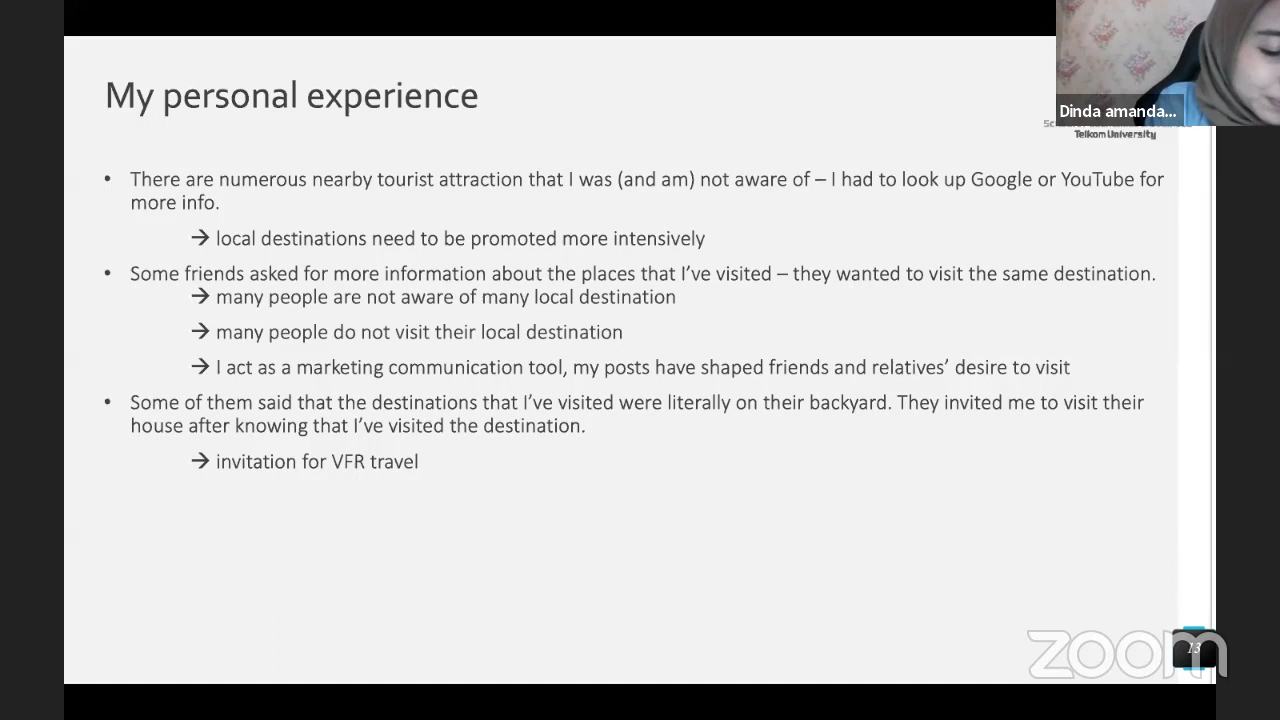 My personal experience
Dinda amanda...
Telkom University
• There are numerous nearby tourist attraction that I was (and am) not aware of – I had to look up Google or YouTube for
more info.
→ local destinations need to be promoted more intensively
• Some friends asked for more information about the places that I've visited – they wanted to visit the same destination.
→ many people are not aware of many local destination
→ many people do not visit their local destination
→ I act as a marketing communication tool, my posts have shaped friends and relatives' desire to visit
• Some of them said that the destinations that I've visited were literally on their backyard. They invited me to visit their
house after knowing that I've visited the destination.
→ invitation for VFR travel
zoom
13